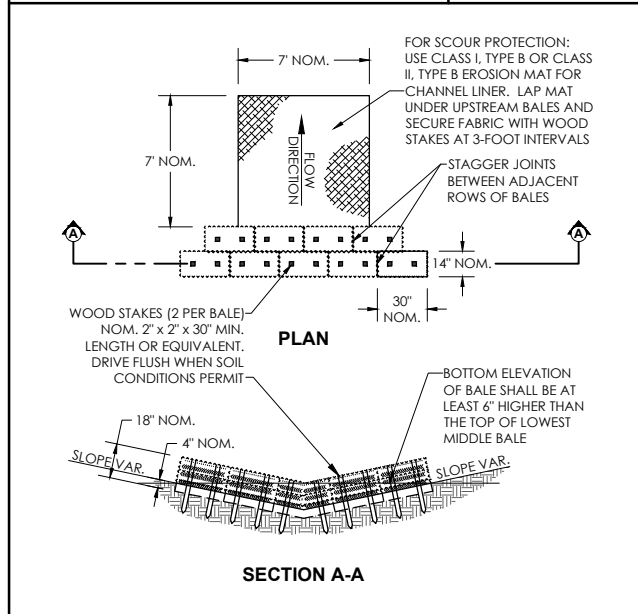 7' NOM.
FOR SCOUR PROTECTION:
USE CLASS I, TYPE B OR CLASS
II, TYPE B EROSION MAT FOR
CHANNEL LINER. LAP MAT
UNDER UPSTREAM BALES AND
SECURE FABRIC WITH WOOD
STAKES AT 3-FOOT INTERVALS
7' NOM.
FLOW
DIRECTION
STAGGER JOINTS
BETWEEN ADJACENT
ROWS OF BALES
A
A
14" NOM.
30"
NOM.
WOOD STAKES (2 PER BALE)
NOM. 2" x 2" x 30" MIN.
LENGTH OR EQUIVALENT.
DRIVE FLUSH WHEN SOIL
CONDITIONS PERMIT
PLAN
BOTTOM ELEVATION
OF BALE SHALL BE AT
LEAST 6" HIGHER THAN
THE TOP OF LOWEST
MIDDLE BALE
18" NOM.
4" NOM.
SLOPE VAR.
SLOPE VAR.
SECTION A-A